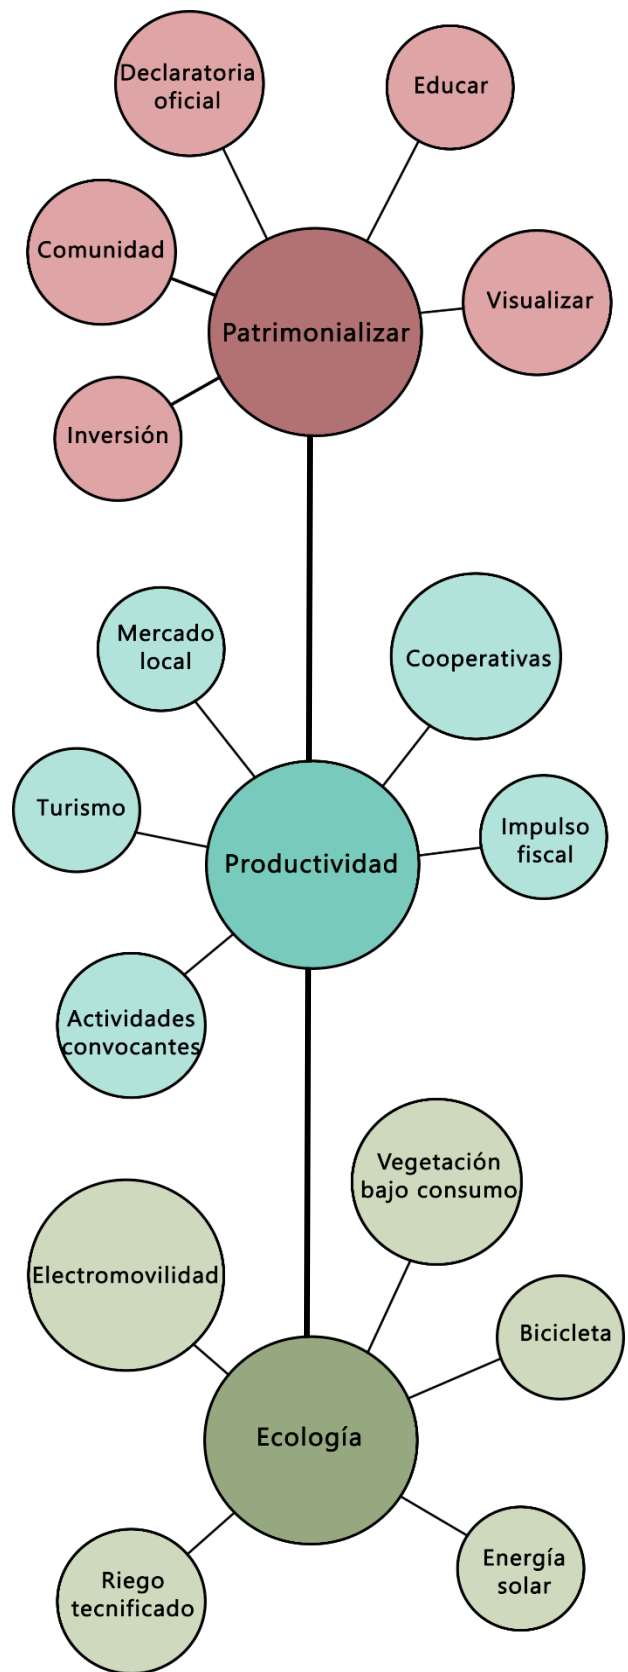 Declaratoria
oficial
Educar
Comunidad
Visualizar
Patrimonializar
Inversión
Mercado
local
Cooperativas
Turismo
Impulso
fiscal
Productividad
Actividades
convocantes
Vegetación
bajo consumo
Electromovilidad
Bicicleta
Ecología
Energía
solar
Riego
tecnificado